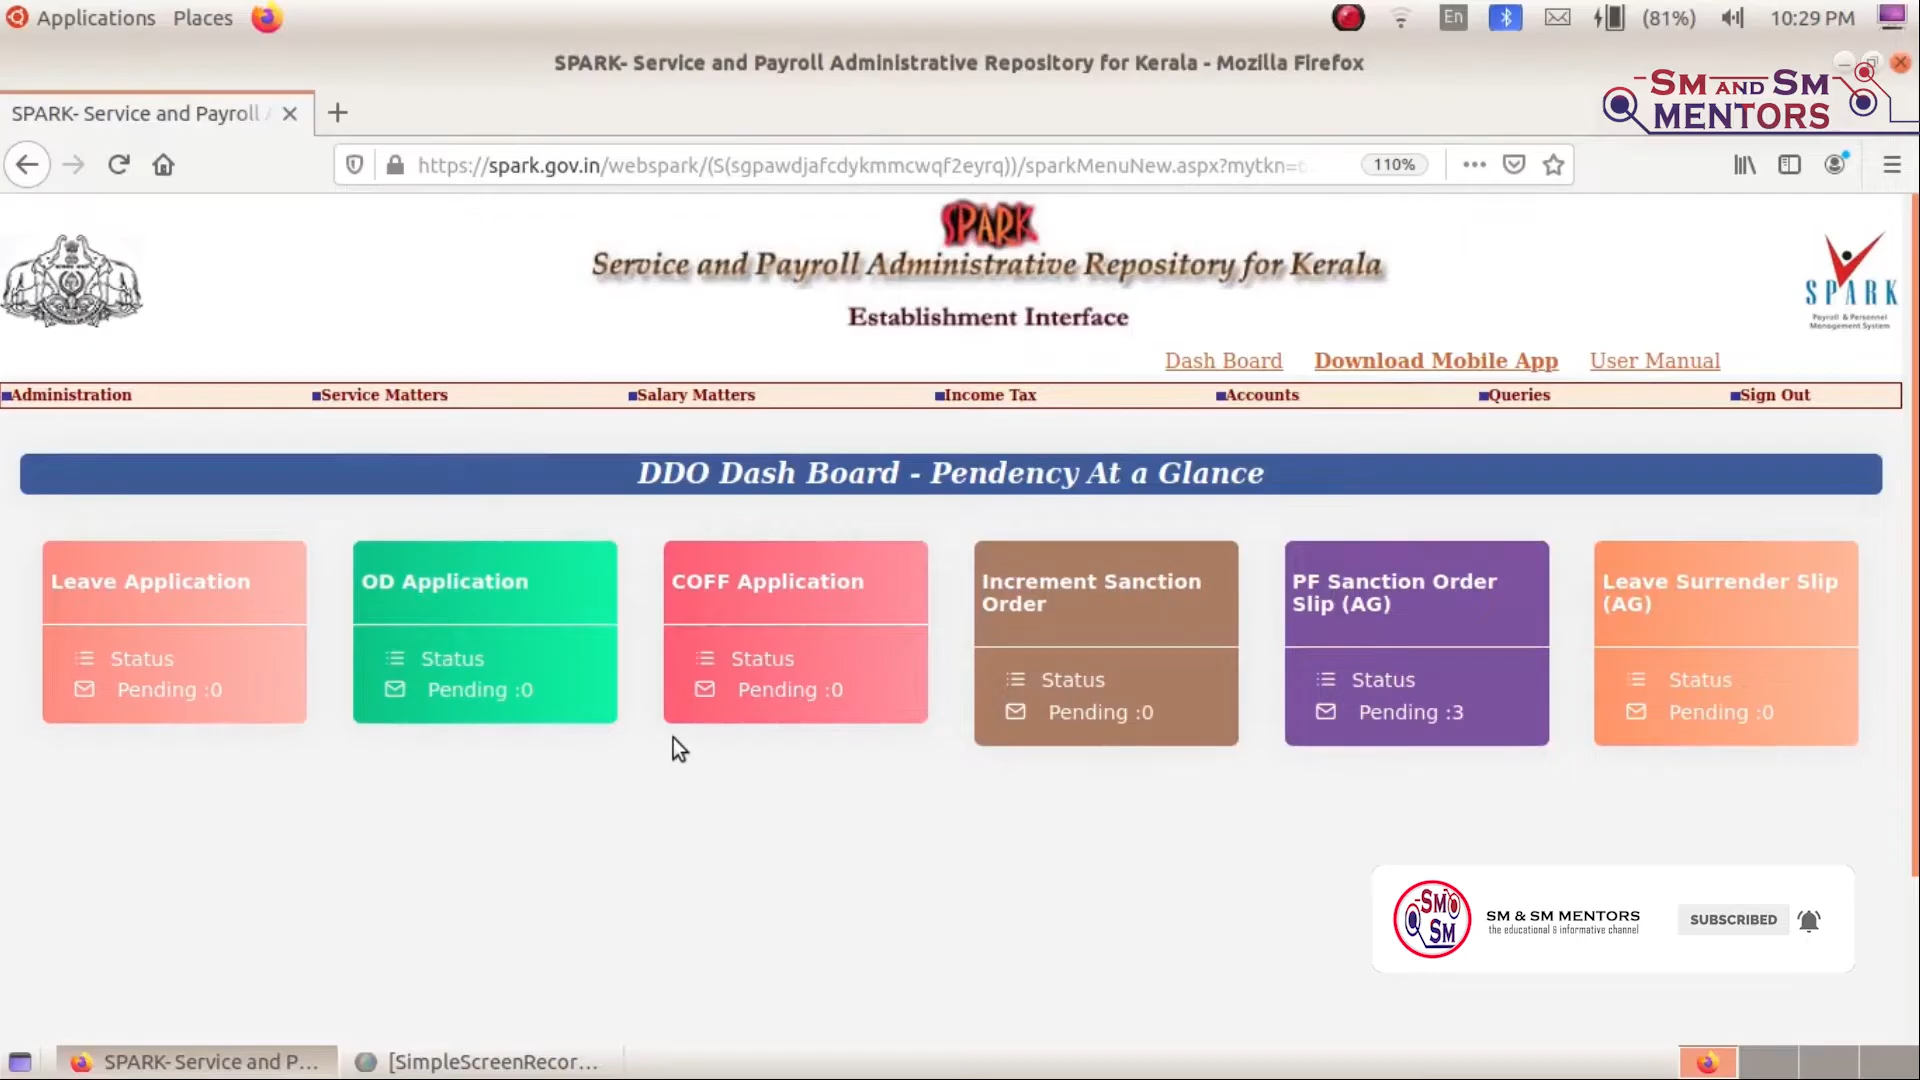 Applications Places
En
(81%)
10:29 PM
SPARK- Service and Payroll Administrative Repository for Kerala - Mozilla Firefox
SM AND SM
MENTORS
SPARK- Service and Payroll
https://spark.gov.in/webspark/(S(sgpawdjafcdykmmcwqf2eyrq))/sparkMenuNew.aspx?mytkn=
110%
SPARK
Service and Payroll Administrative Repository for Kerala
Establishment Interface
SPARK
Payroll & Personnel
Management System
Dash Board Download Mobile App User Manual
Administration Service Matters Salary Matters Income Tax Accounts Queries Sign Out
DDO Dash Board - Pendency At a Glance
Leave Application
Status
Pending :0
OD Application
Status
Pending :0
COFF Application
Status
Pending :0
Increment Sanction
Order
Status
Pending :0
PF Sanction Order
Slip (AG)
Status
Pending :3
Leave Surrender Slip
(AG)
Status
Pending :0
SM
SM
SM & SM MENTORS
the educational & informative channel
SUBSCRIBED
SPARK- Service and P...
[SimpleScreenRecor...